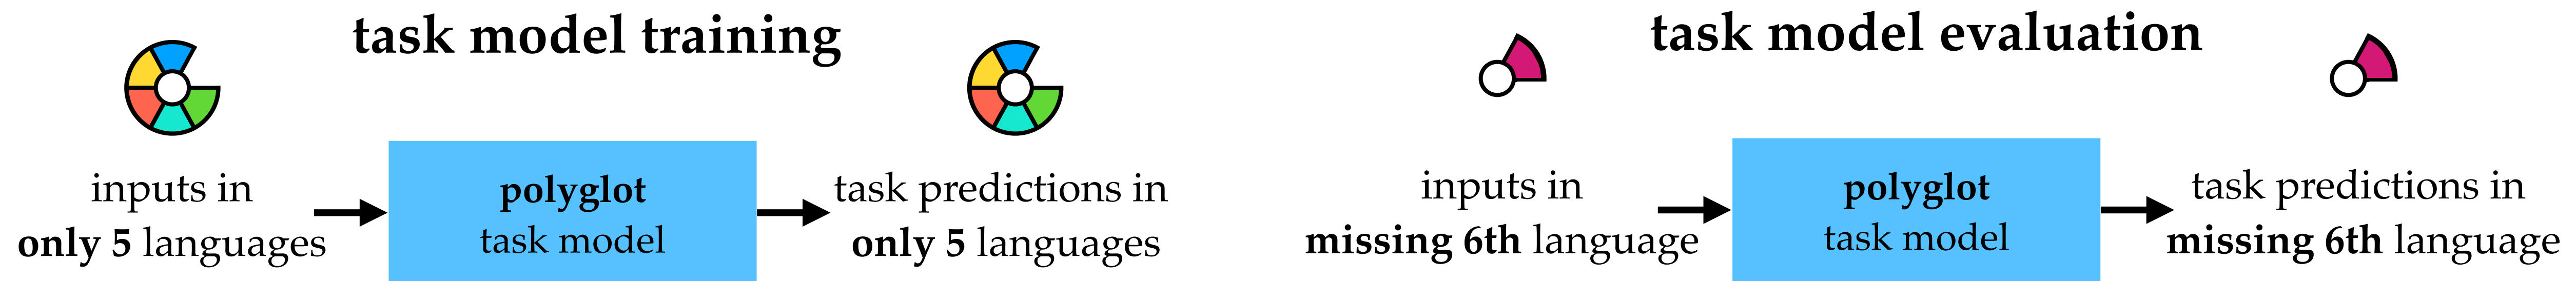 task model training
inputs in
only 5 languages
polyglot
task model
task predictions in
only 5 languages
task model evaluation
inputs in
missing 6th language
polyglot
task model
task predictions in
missing 6th language